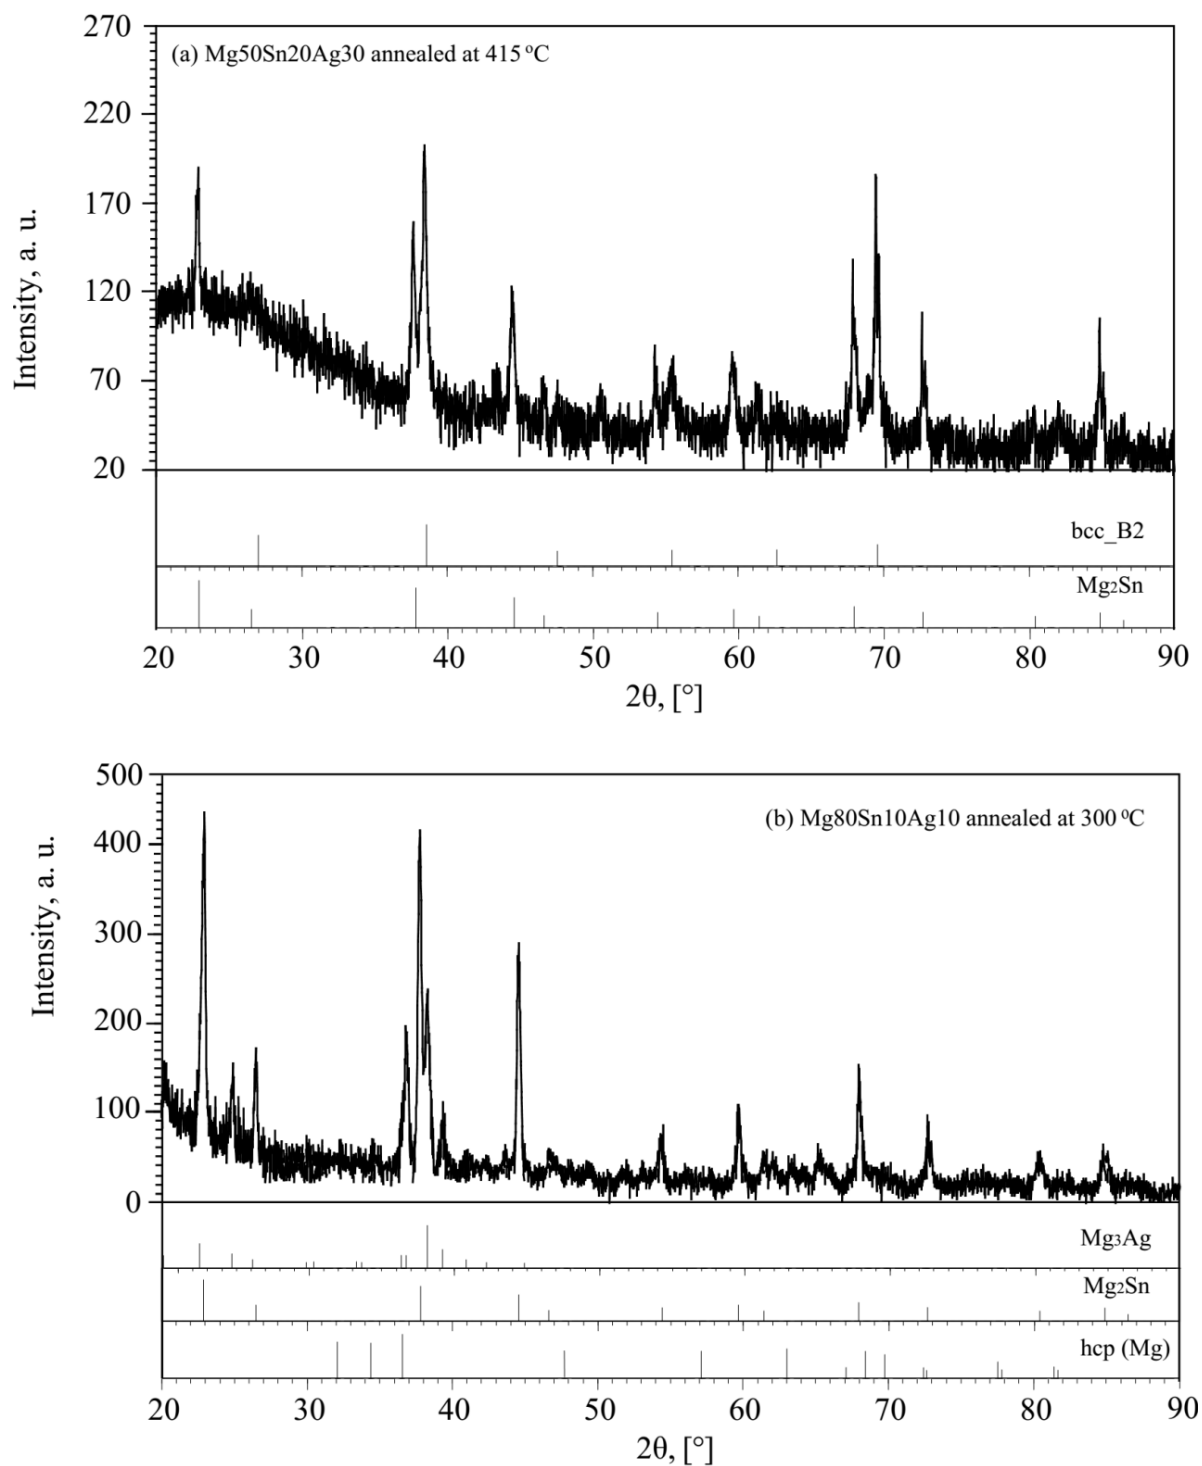 270
(a) Mg50Sn20Ag30 annealed at 415 °C
220
170
120
70
20
Intensity, a. u.
bcc_B2
Mg₂Sn
20 30 40 50 60 70 80 90
2θ, [°]
500
(b) Mg80Sn10Ag10 annealed at 300 °C
400
300
200
100
0
Intensity, a. u.
Mg₃Ag
Mg₂Sn
hcp (Mg)
20 30 40 50 60 70 80 90
2θ, [°]